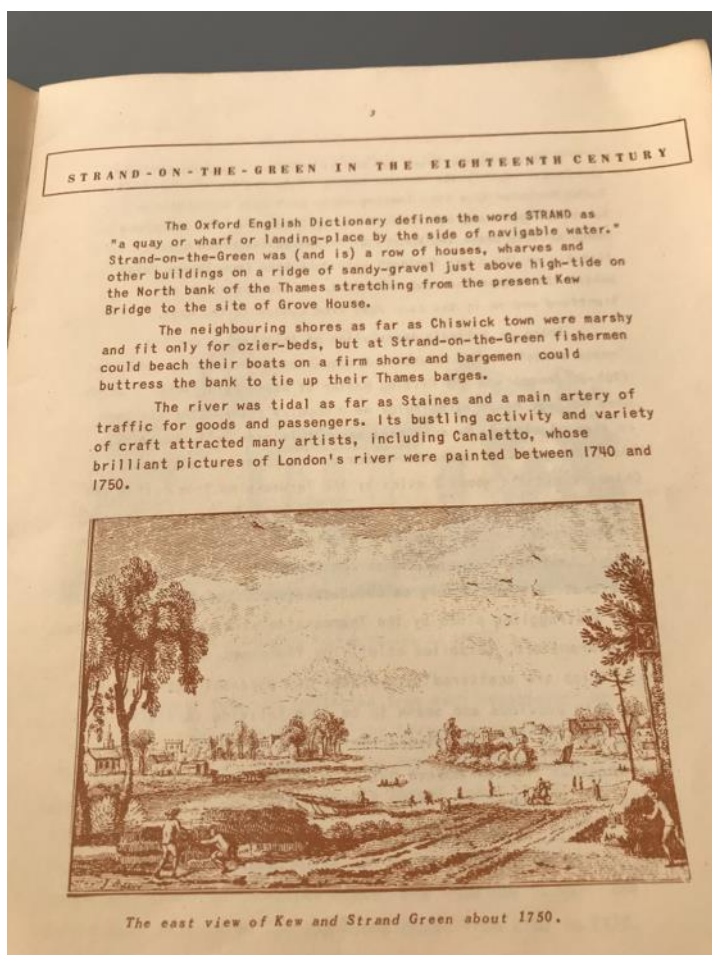 3
STRAND-ON-THE-GREEN IN THE EIGHTEENTH CENTURY
The Oxford English Dictionary defines the word STRAND as
"a quay or wharf or landing-place by the side of navigable water."
Strand-on-the-Green was (and is) a row of houses, wharves and
other buildings on a ridge of sandy-gravel just above high-tide on
the North bank of the Thames stretching from the present Kew
Bridge to the site of Grove House.
The neighbouring shores as far as Chiswick town were marshy
and fit only for ozier-beds, but at Strand-on-the-Green fishermen
could beach their boats on a firm shore and bargemen could
buttress the bank to tie up their Thames barges.
The river was tidal as far as Staines and a main artery of
traffic for goods and passengers. Its bustling activity and variety
of craft attracted many artists, including Canaletto, whose
brilliant pictures of London's river were painted between 1740 and
1750.
The east view of Kew and Strand Green about 1750.